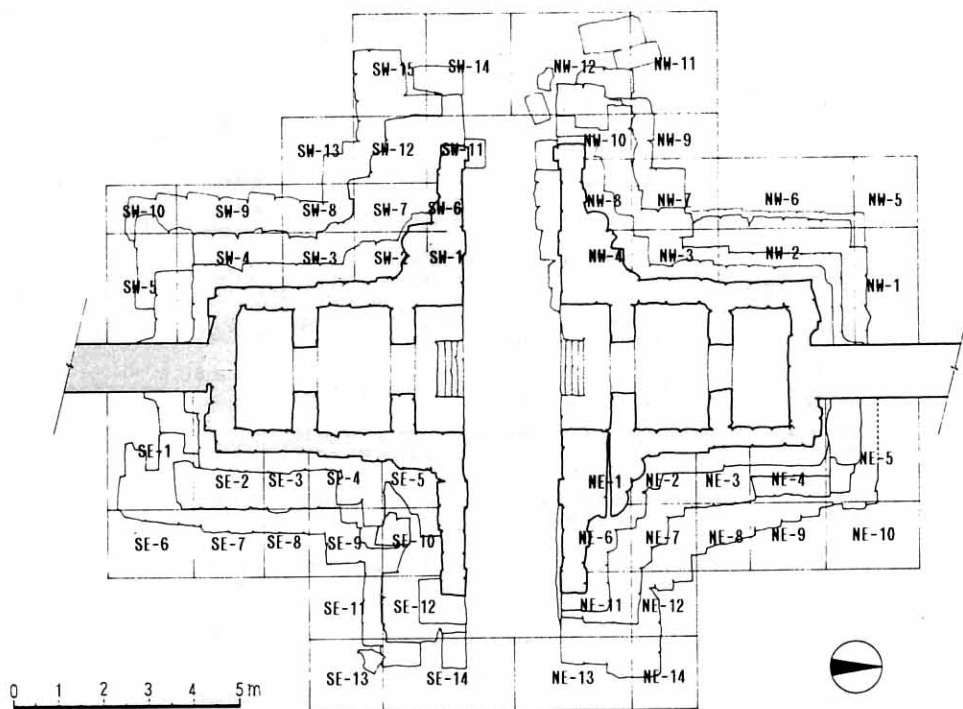 SW-15 SW-14 NW-12 NW-11
SW-13 SW-12 SW-11 NW-10 NW-9
SW-10 SW-9 SW-8 SW-7 SW-6 NW-8 NW-7 NW-6 NW-5
SW-5 SW-4 SW-3 SW-2 SW-1 NW-4 NW-3 NW-2 NW-1
SE-1 SE-2 SE-3 SE-4 SE-5 NE-1 NE-2 NE-3 NE-4 NE-5
SE-6 SE-7 SE-8 SE-9 SE-10 NE-6 NE-7 NE-8 NE-9 NE-10
SE-11 SE-12 NE-11 NE-12
SE-13 SE-14 NE-13 NE-14
0 1 2 3 4 5m